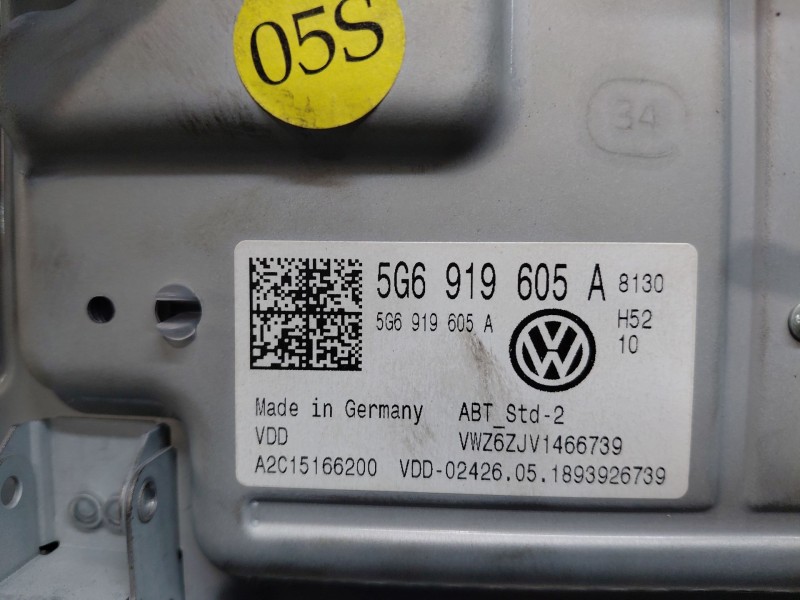 05S
34
5G6 919 605 A 8130
5G6 919 605 A H52
10
VW
Made in Germany ABT_Std-2
VDD VWZ6ZJV1466739
A2C15166200 VDD-02426.05.1893926739